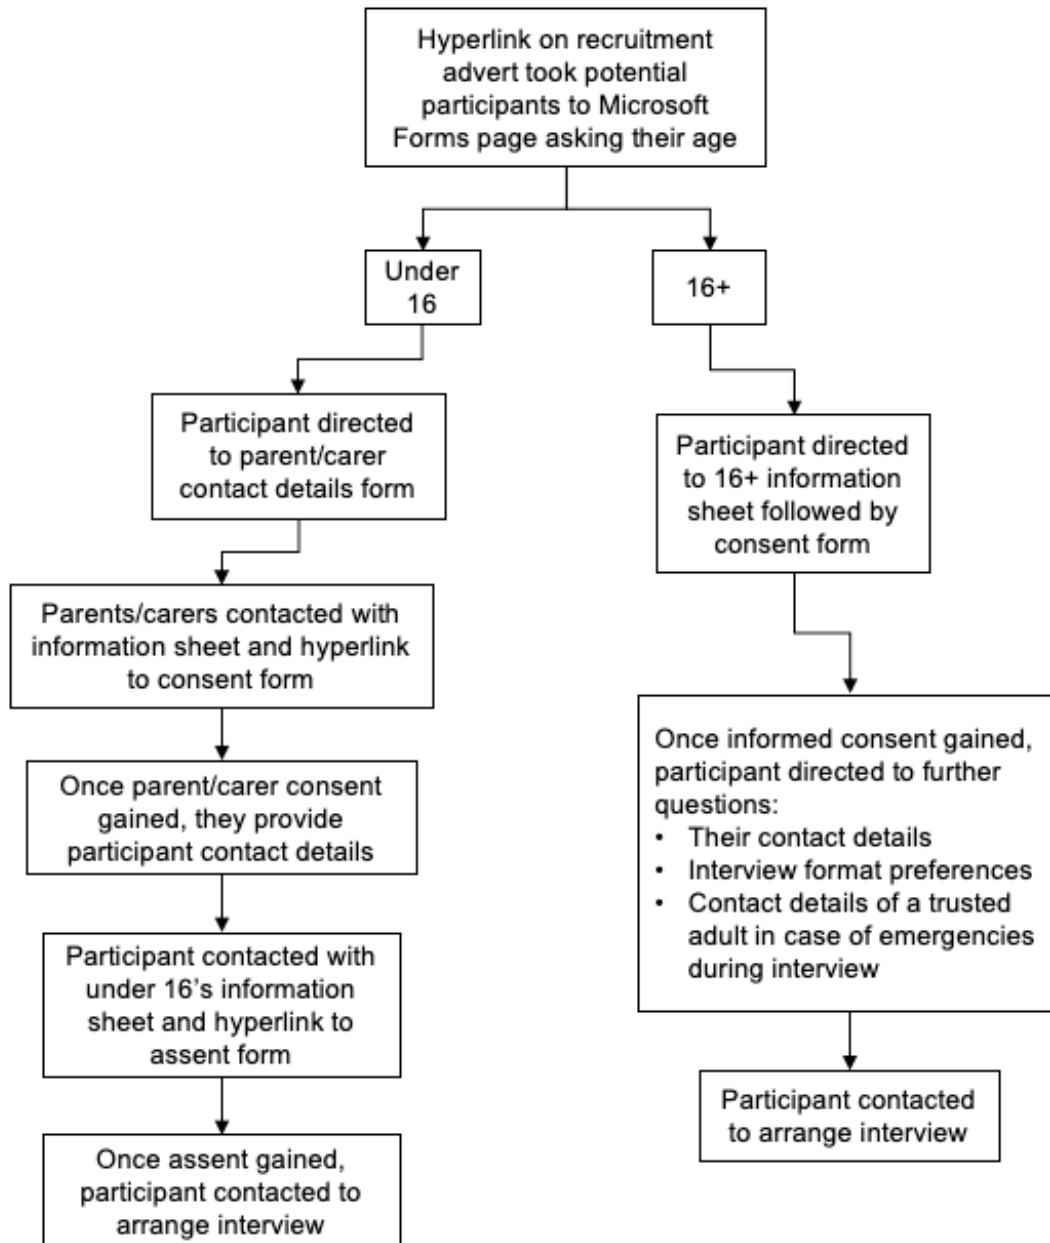 Hyperlink on recruitment
advert took potential
participants to Microsoft
Forms page asking their age
Under
16
16+
Participant directed
to parent/carer
contact details form
Participant directed
to 16+ information
sheet followed by
consent form
Parents/carers contacted with
information sheet and hyperlink
to consent form
Once informed consent gained,
participant directed to further
questions:
• Their contact details
• Interview format preferences
• Contact details of a trusted
adult in case of emergencies
during interview
Once parent/carer consent
gained, they provide
participant contact details
Participant contacted with
under 16’s information
sheet and hyperlink to
assent form
Participant contacted
to arrange interview
Once assent gained,
participant contacted to
arrange interview